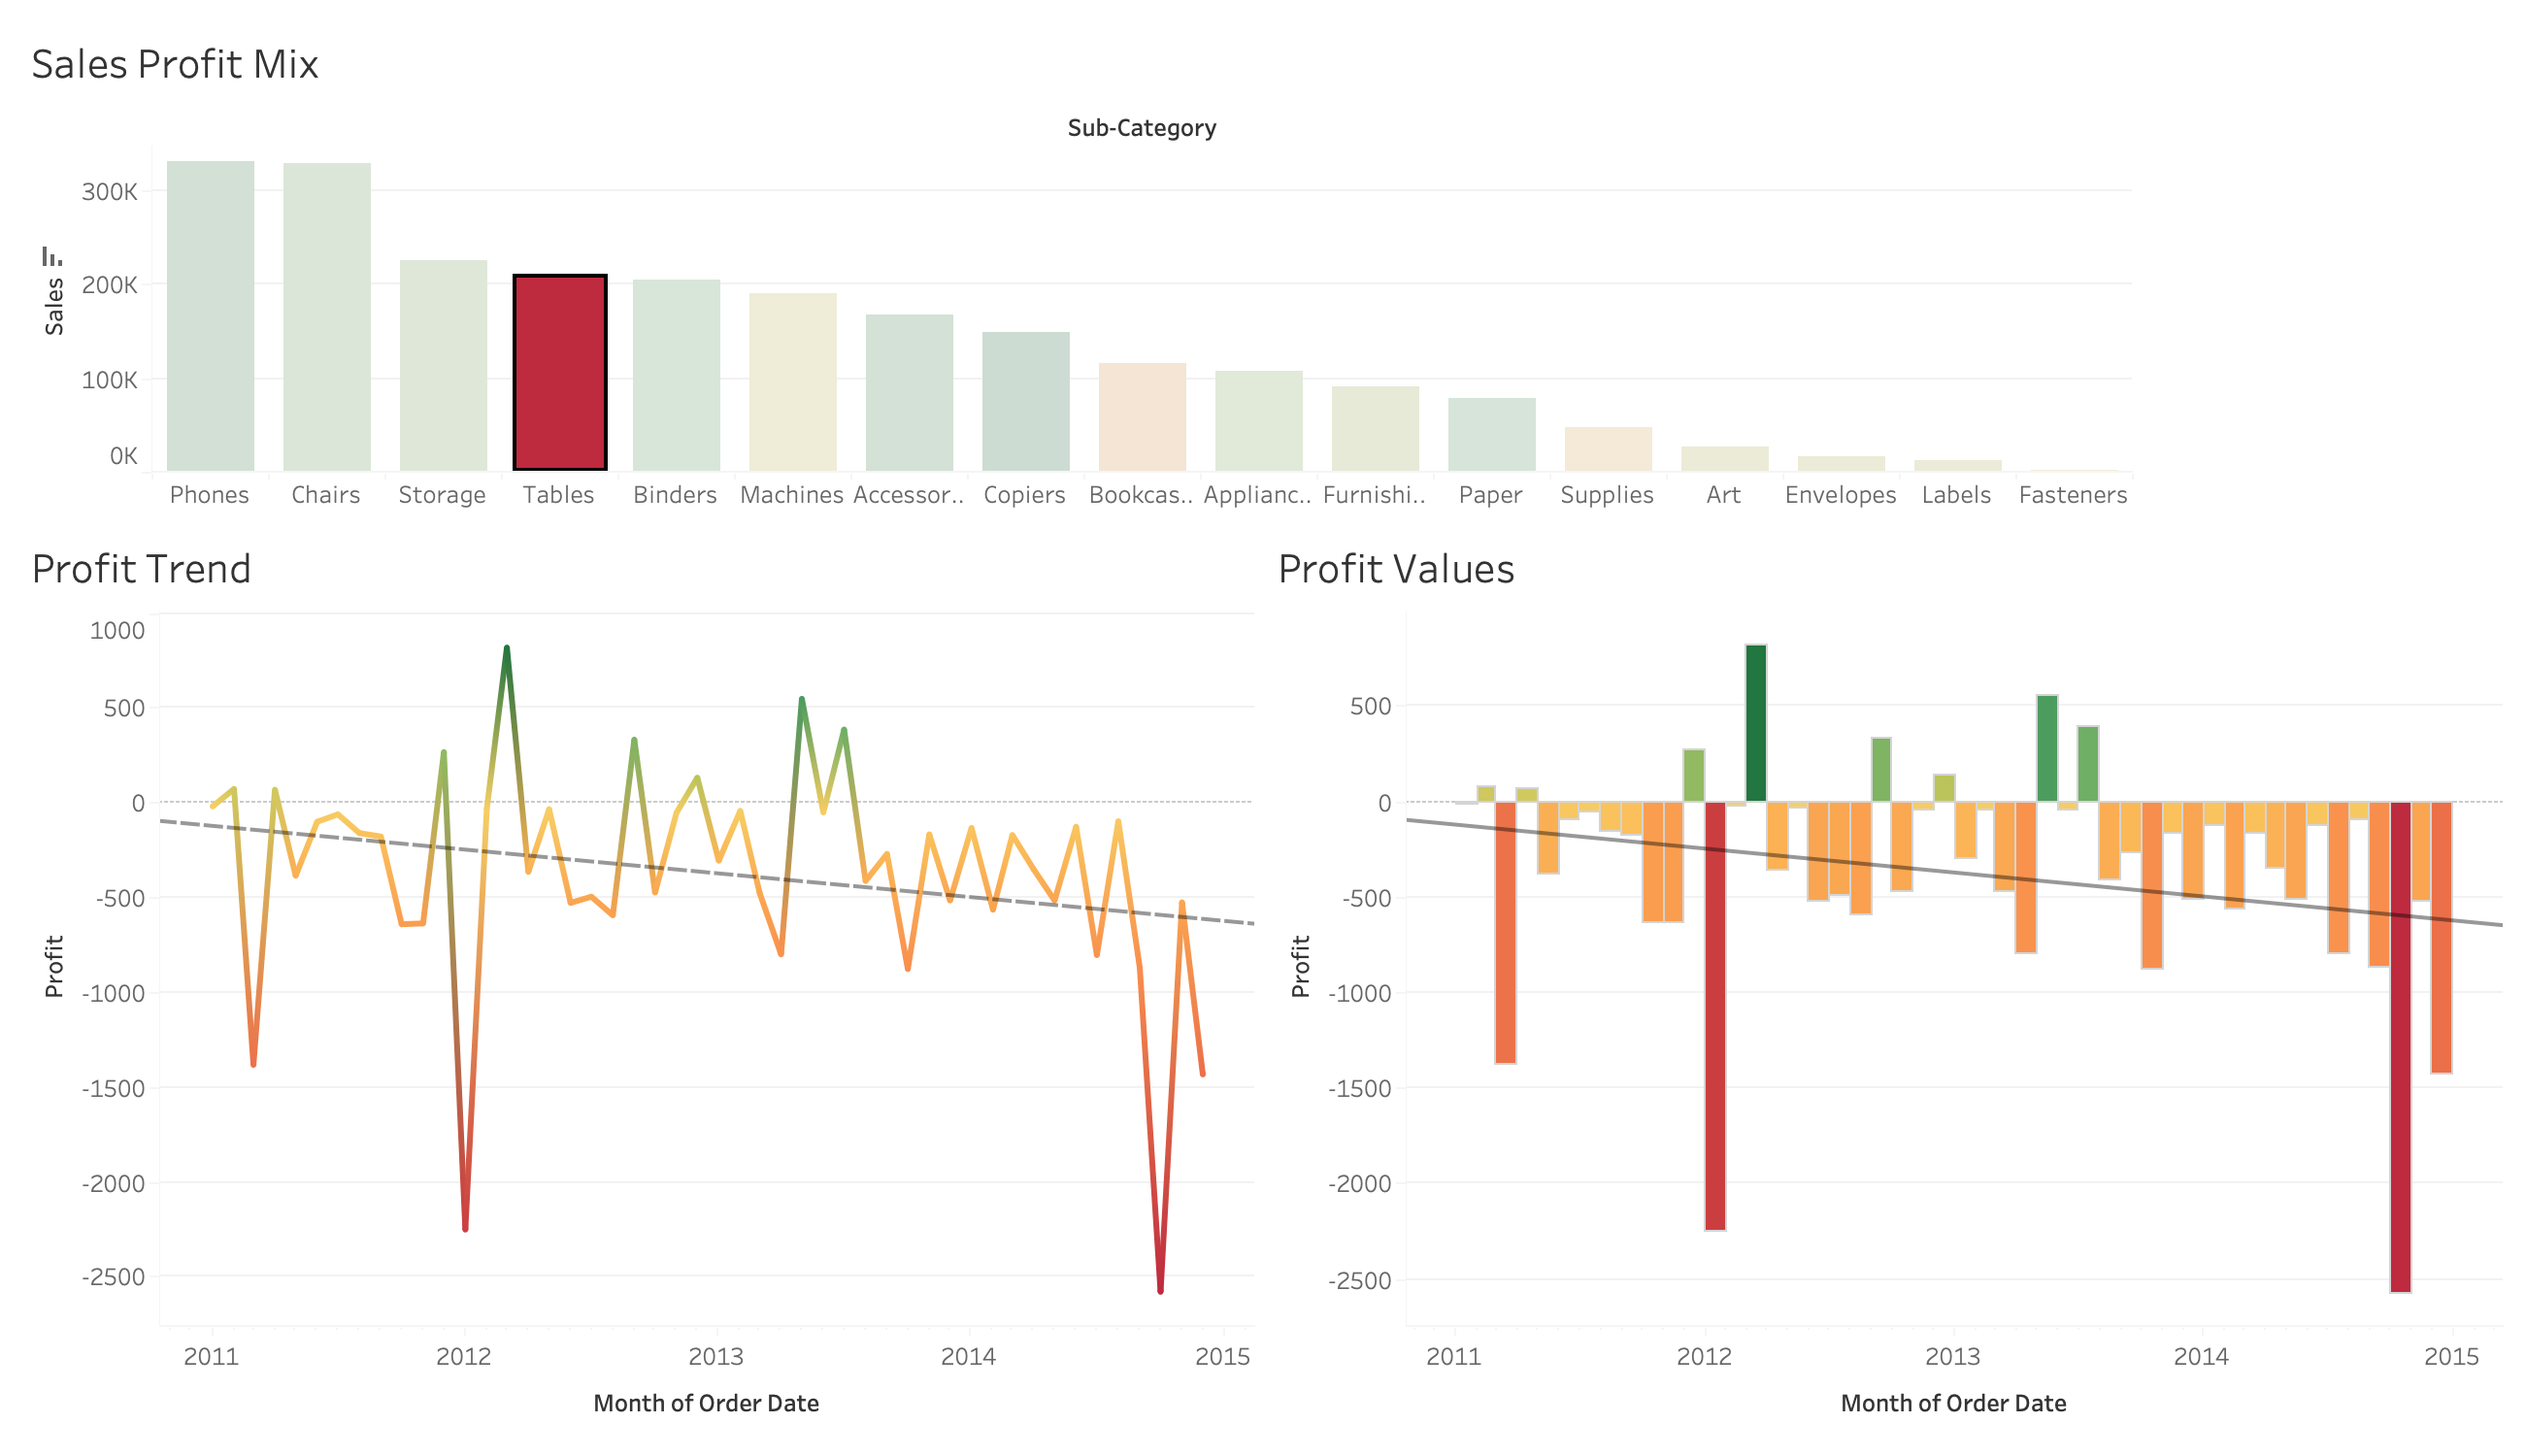 Sales Profit Mix
Sub-Category
Sales
300K
200K
100K
0K
Phones Chairs Storage Tables Binders Machines Accessor.. Copiers Bookcas.. Applianc.. Furnishi.. Paper Supplies Art Envelopes Labels Fasteners
Profit Trend
Profit
1000
500
0
-500
-1000
-1500
-2000
-2500
2011 2012 2013 2014 2015
Month of Order Date
Profit Values
Profit
500
0
-500
-1000
-1500
-2000
-2500
2011 2012 2013 2014 2015
Month of Order Date